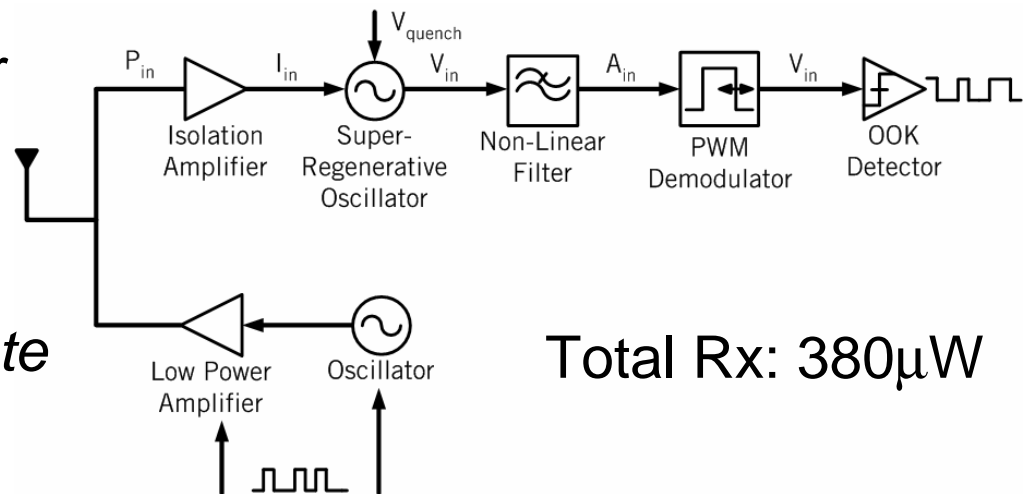 V_quench
P_in I_in V_in A_in V_in
Isolation Amplifier
Super-Regenerative Oscillator
Non-Linear Filter
PWM Demodulator
OOK Detector
Low Power Amplifier
Oscillator
Total Rx: 380μW